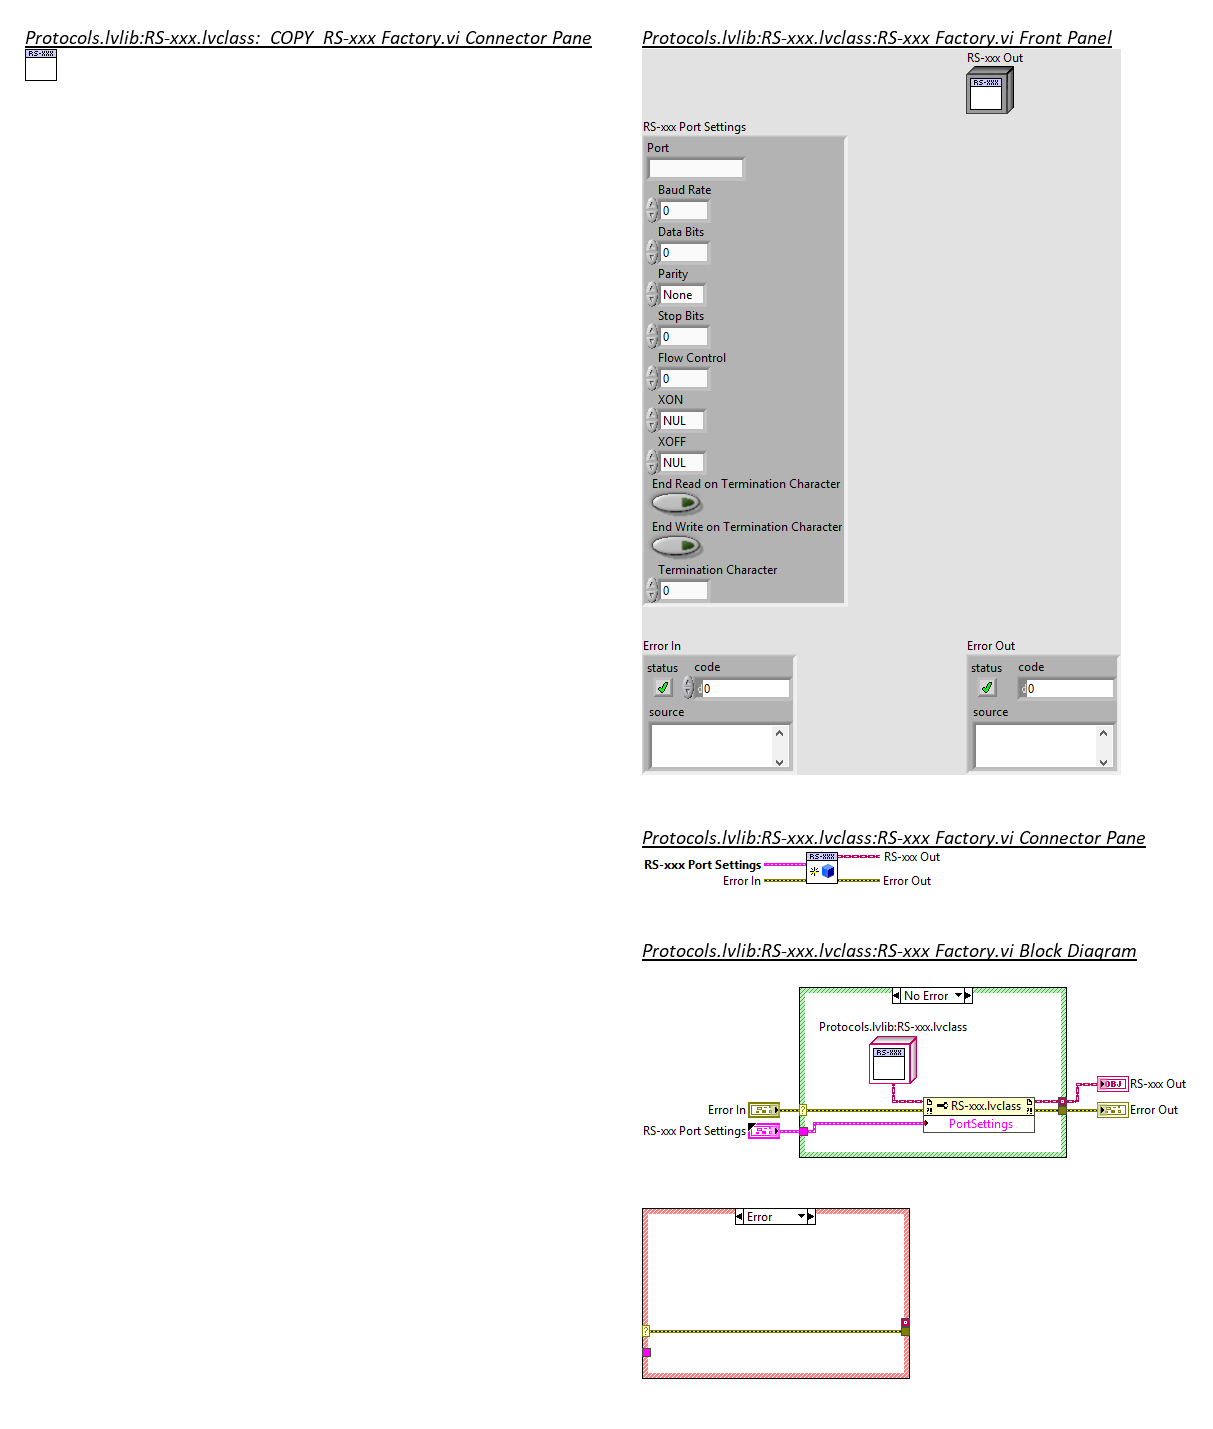 Protocols.lvlib:RS-xxx.lvclass:_COPY_RS-xxx Factory.vi Connector Pane
RS-XXX
Protocols.lvlib:RS-xxx.lvclass:RS-xxx Factory.vi Front Panel
RS-xxx Out
RS-XXX
RS-xxx Port Settings
Port
Baud Rate
0
Data Bits
0
Parity
None
Stop Bits
0
Flow Control
0
XON
NUL
XOFF
NUL
End Read on Termination Character
End Write on Termination Character
Termination Character
0
Error In
status code
d 0
source
Error Out
status code
d 0
source
Protocols.lvlib:RS-xxx.lvclass:RS-xxx Factory.vi Connector Pane
RS-XXX
RS-xxx Out
RS-xxx Port Settings
Error In
Error Out
Protocols.lvlib:RS-xxx.lvclass:RS-xxx Factory.vi Block Diagram
No Error
Protocols.lvlib:RS-xxx.lvclass
RS-XXX
OBJ RS-xxx Out
Error In ? ?! RS-xxx.lvclass ?! Error Out
RS-xxx Port Settings PortSettings
Error
?